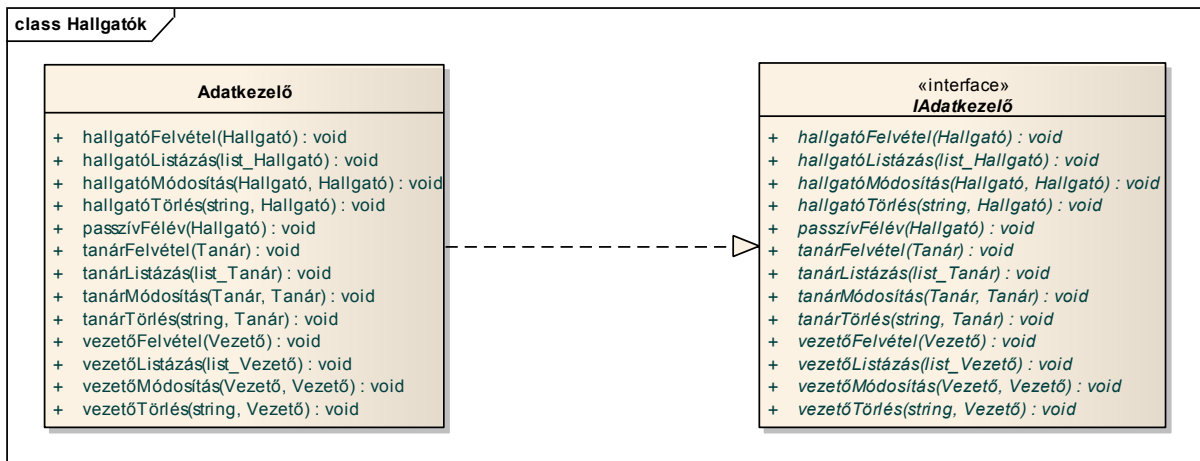 class Hallgatók
Adatkezelő
+ hallgatóFelvétel(Hallgató) : void
+ hallgatóListázás(list_Hallgató) : void
+ hallgatóMódosítás(Hallgató, Hallgató) : void
+ hallgatóTörlés(string, Hallgató) : void
+ passzívFélév(Hallgató) : void
+ tanárFelvétel(Tanár) : void
+ tanárListázás(list_Tanár) : void
+ tanárMódosítás(Tanár, Tanár) : void
+ tanárTörlés(string, Tanár) : void
+ vezetőFelvétel(Vezető) : void
+ vezetőListázás(list_Vezető) : void
+ vezetőMódosítás(Vezető, Vezető) : void
+ vezetőTörlés(string, Vezető) : void
«interface»
IAdatkezelő
+ hallgatóFelvétel(Hallgató) : void
+ hallgatóListázás(list_Hallgató) : void
+ hallgatóMódosítás(Hallgató, Hallgató) : void
+ hallgatóTörlés(string, Hallgató) : void
+ passzívFélév(Hallgató) : void
+ tanárFelvétel(Tanár) : void
+ tanárListázás(list_Tanár) : void
+ tanárMódosítás(Tanár, Tanár) : void
+ tanárTörlés(string, Tanár) : void
+ vezetőFelvétel(Vezető) : void
+ vezetőListázás(list_Vezető) : void
+ vezetőMódosítás(Vezető, Vezető) : void
+ vezetőTörlés(string, Vezető) : void